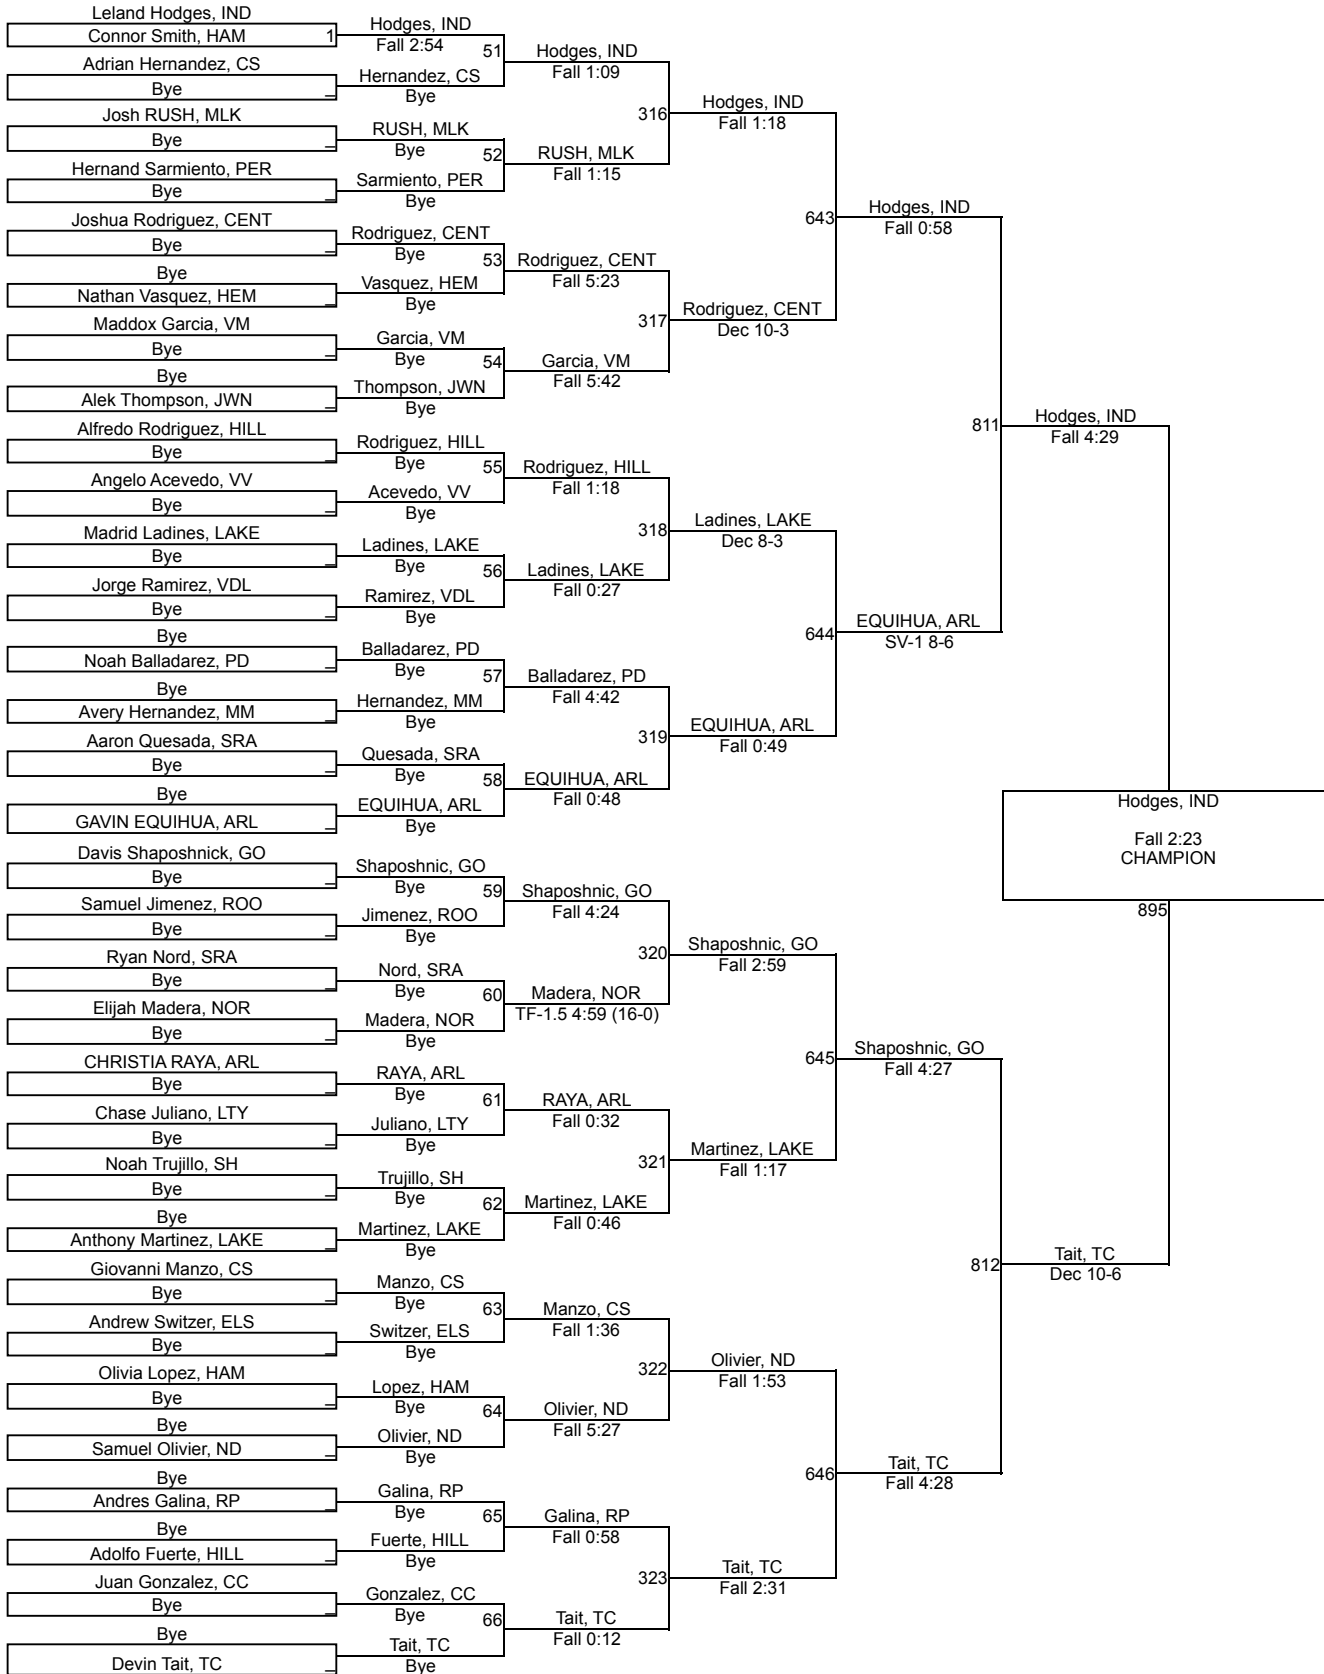 Leland Hodges, IND
Connor Smith, HAM 1
Adrian Hernandez, CS
Bye _
Josh RUSH, MLK
Bye _
Hernand Sarmiento, PER
Bye _
Joshua Rodriguez, CENT
Bye _
Bye
Nathan Vasquez, HEM _
Maddox Garcia, VM
Bye _
Bye
Alek Thompson, JWN _
Alfredo Rodriguez, HILL
Bye _
Angelo Acevedo, VV
Bye _
Madrid Ladines, LAKE
Bye _
Jorge Ramirez, VDL
Bye _
Bye
Noah Balladarez, PD _
Bye
Avery Hernandez, MM _
Aaron Quesada, SRA
Bye _
Bye
GAVIN EQUIHUA, ARL _
Davis Shaposhnick, GO
Bye _
Samuel Jimenez, ROO
Bye _
Ryan Nord, SRA
Bye _
Elijah Madera, NOR
Bye _
CHRISTIA RAYA, ARL
Bye _
Chase Juliano, LTY
Bye _
Noah Trujillo, SH
Bye _
Bye
Anthony Martinez, LAKE _
Giovanni Manzo, CS
Bye _
Andrew Switzer, ELS
Bye _
Olivia Lopez, HAM
Bye _
Bye
Samuel Olivier, ND _
Bye
Andres Galina, RP _
Bye
Adolfo Fuerte, HILL _
Juan Gonzalez, CC
Bye _
Bye
Devin Tait, TC _
Hodges, IND
Fall 2:54
51
Hernandez, CS
Bye
RUSH, MLK
Bye
52
Sarmiento, PER
Bye
Rodriguez, CENT
Bye
53
Vasquez, HEM
Bye
Garcia, VM
Bye
54
Thompson, JWN
Bye
Rodriguez, HILL
Bye
55
Acevedo, VV
Bye
Ladines, LAKE
Bye
56
Ramirez, VDL
Bye
Balladarez, PD
Bye
57
Hernandez, MM
Bye
Quesada, SRA
Bye
58
EQUIHUA, ARL
Bye
Shaposhnic, GO
Bye
59
Jimenez, ROO
Bye
Nord, SRA
Bye
60
Madera, NOR
Bye
RAYA, ARL
Bye
61
Juliano, LTY
Bye
Trujillo, SH
Bye
62
Martinez, LAKE
Bye
Manzo, CS
Bye
63
Switzer, ELS
Bye
Lopez, HAM
Bye
64
Olivier, ND
Bye
Galina, RP
Bye
65
Fuerte, HILL
Bye
Gonzalez, CC
Bye
66
Tait, TC
Bye
Hodges, IND
Fall 1:09
316
RUSH, MLK
Fall 1:15
Rodriguez, CENT
Fall 5:23
317
Garcia, VM
Fall 5:42
Rodriguez, HILL
Fall 1:18
318
Ladines, LAKE
Fall 0:27
Balladarez, PD
Fall 4:42
319
EQUIHUA, ARL
Fall 0:48
Shaposhnic, GO
Fall 4:24
320
Madera, NOR
TF-1.5 4:59 (16-0)
RAYA, ARL
Fall 0:32
321
Martinez, LAKE
Fall 0:46
Manzo, CS
Fall 1:36
322
Olivier, ND
Fall 5:27
Galina, RP
Fall 0:58
323
Tait, TC
Fall 0:12
Hodges, IND
Fall 1:18
643
Rodriguez, CENT
Dec 10-3
Ladines, LAKE
Dec 8-3
644
EQUIHUA, ARL
Fall 0:49
Shaposhnic, GO
Fall 2:59
645
Martinez, LAKE
Fall 1:17
Olivier, ND
Fall 1:53
646
Tait, TC
Fall 2:31
Hodges, IND
Fall 0:58
811
EQUIHUA, ARL
SV-1 8-6
Shaposhnic, GO
Fall 4:27
812
Tait, TC
Fall 4:28
Hodges, IND
Fall 4:29
Tait, TC
Dec 10-6
Hodges, IND
Fall 2:23
CHAMPION
895